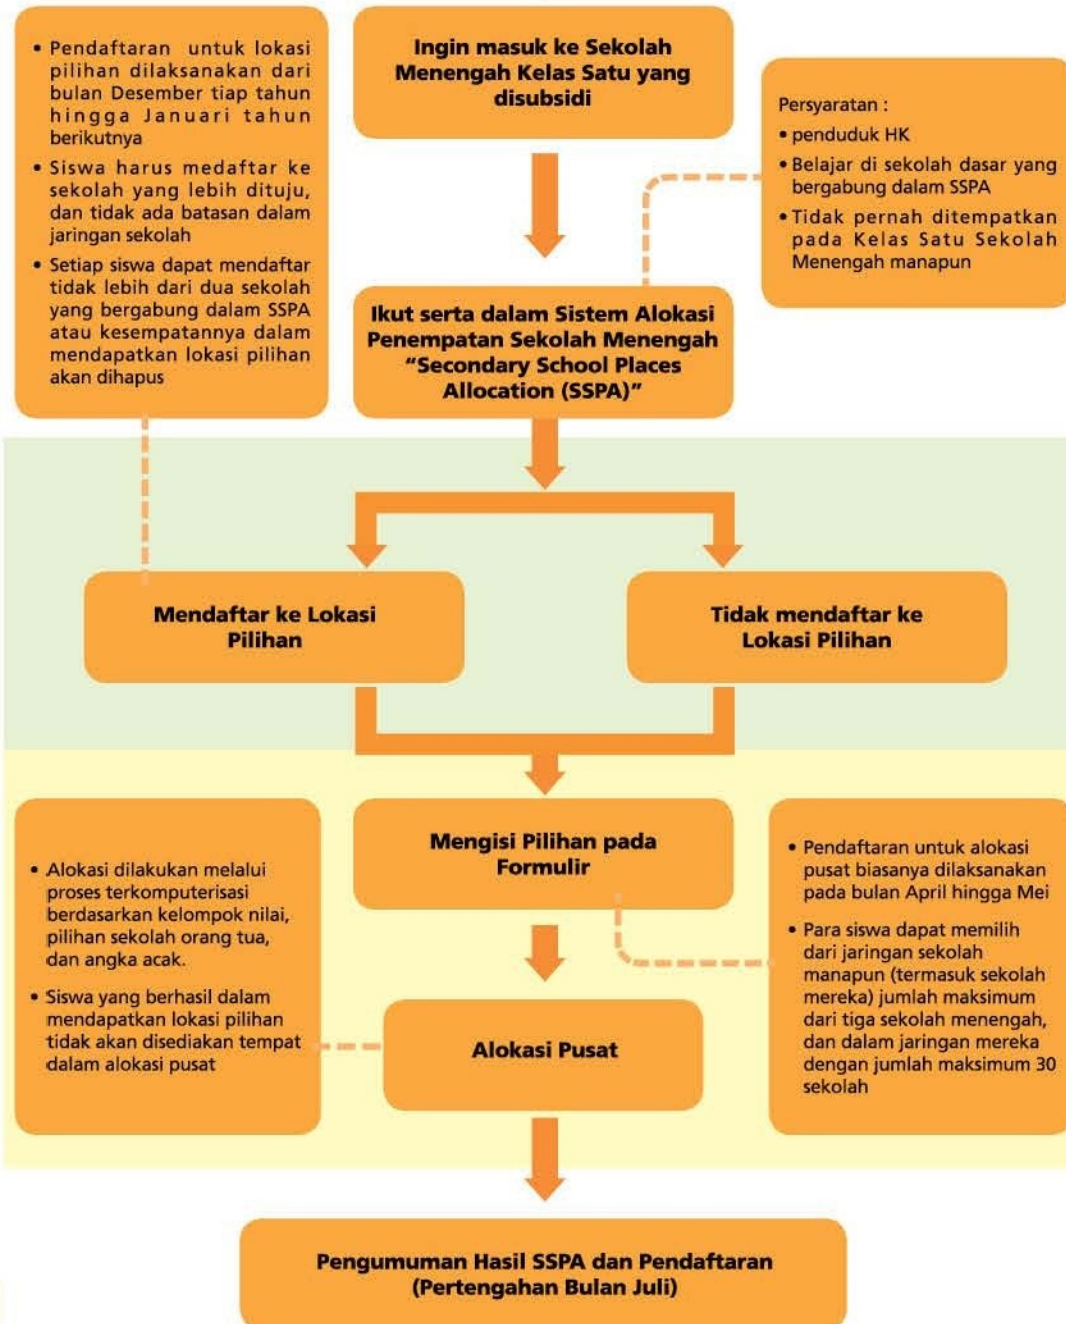 • Pendaftaran untuk lokasi
pilihan dilaksanakan dari
bulan Desember tiap tahun
hingga Januari tahun
berikutnya
• Siswa harus medaftar ke
sekolah yang lebih dituju,
dan tidak ada batasan dalam
jaringan sekolah
• Setiap siswa dapat mendaftar
tidak lebih dari dua sekolah
yang bergabung dalam SSPA
atau kesempatannya dalam
mendapatkan lokasi pilihan
akan dihapus
Ingin masuk ke Sekolah
Menengah Kelas Satu yang
disubsidi
Persyaratan :
• penduduk HK
• Belajar di sekolah dasar yang
bergabung dalam SSPA
• Tidak pernah ditempatkan
pada Kelas Satu Sekolah
Menengah manapun
Ikut serta dalam Sistem Alokasi
Penempatan Sekolah Menengah
“Secondary School Places
Allocation (SSPA)”
Mendaftar ke Lokasi
Pilihan
Tidak mendaftar ke
Lokasi Pilihan
Mengisi Pilihan pada
Formulir
• Alokasi dilakukan melalui
proses terkomputerisasi
berdasarkan kelompok nilai,
pilihan sekolah orang tua,
dan angka acak.
• Siswa yang berhasil dalam
mendapatkan lokasi pilihan
tidak akan disediakan tempat
dalam alokasi pusat
• Pendaftaran untuk alokasi
pusat biasanya dilaksanakan
pada bulan April hingga Mei
• Para siswa dapat memilih
dari jaringan sekolah
manapun (termasuk sekolah
mereka) jumlah maksimum
dari tiga sekolah menengah,
dan dalam jaringan mereka
dengan jumlah maksimum 30
sekolah
Alokasi Pusat
Pengumuman Hasil SSPA dan Pendaftaran
(Pertengahan Bulan Juli)